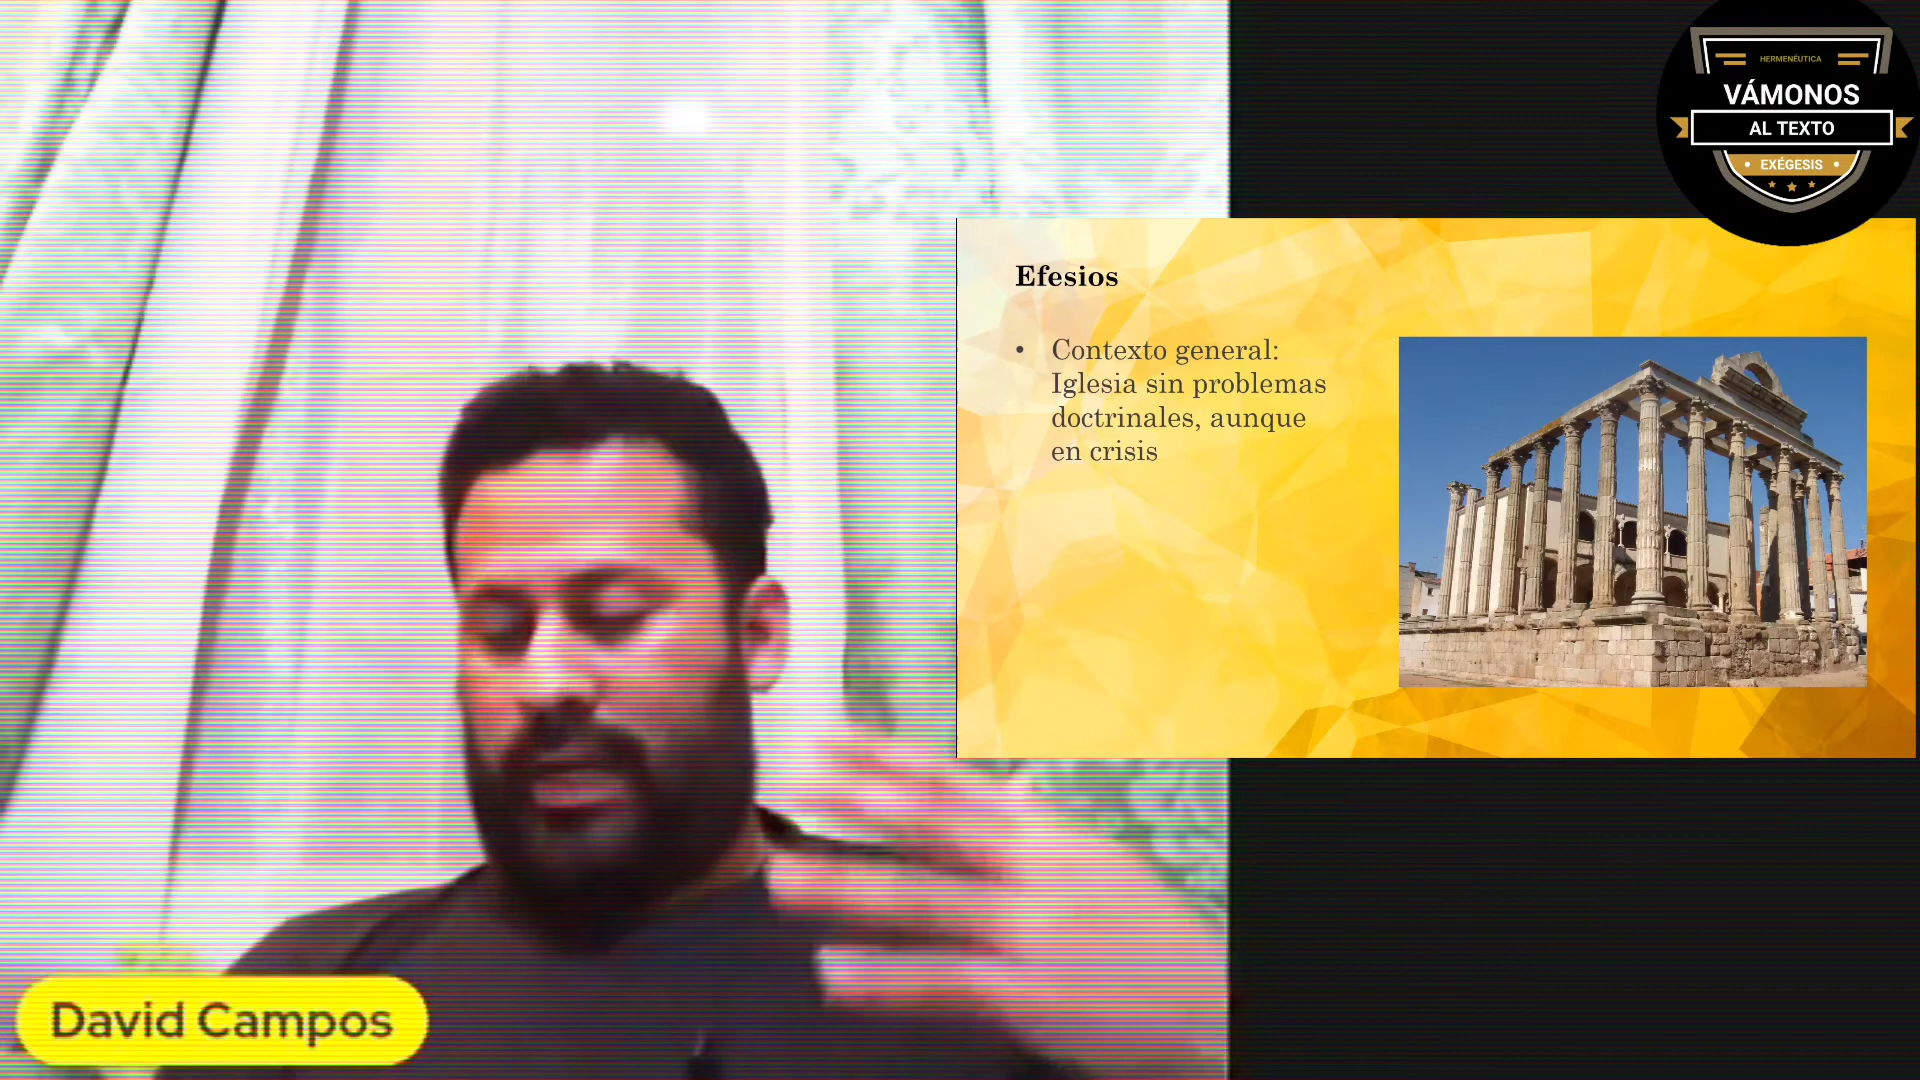 HERMENÉUTICA
VÁMONOS
AL TEXTO
• EXÉGESIS •
Efesios
• Contexto general:
Iglesia sin problemas
doctrinales, aunque
en crisis
David Campos